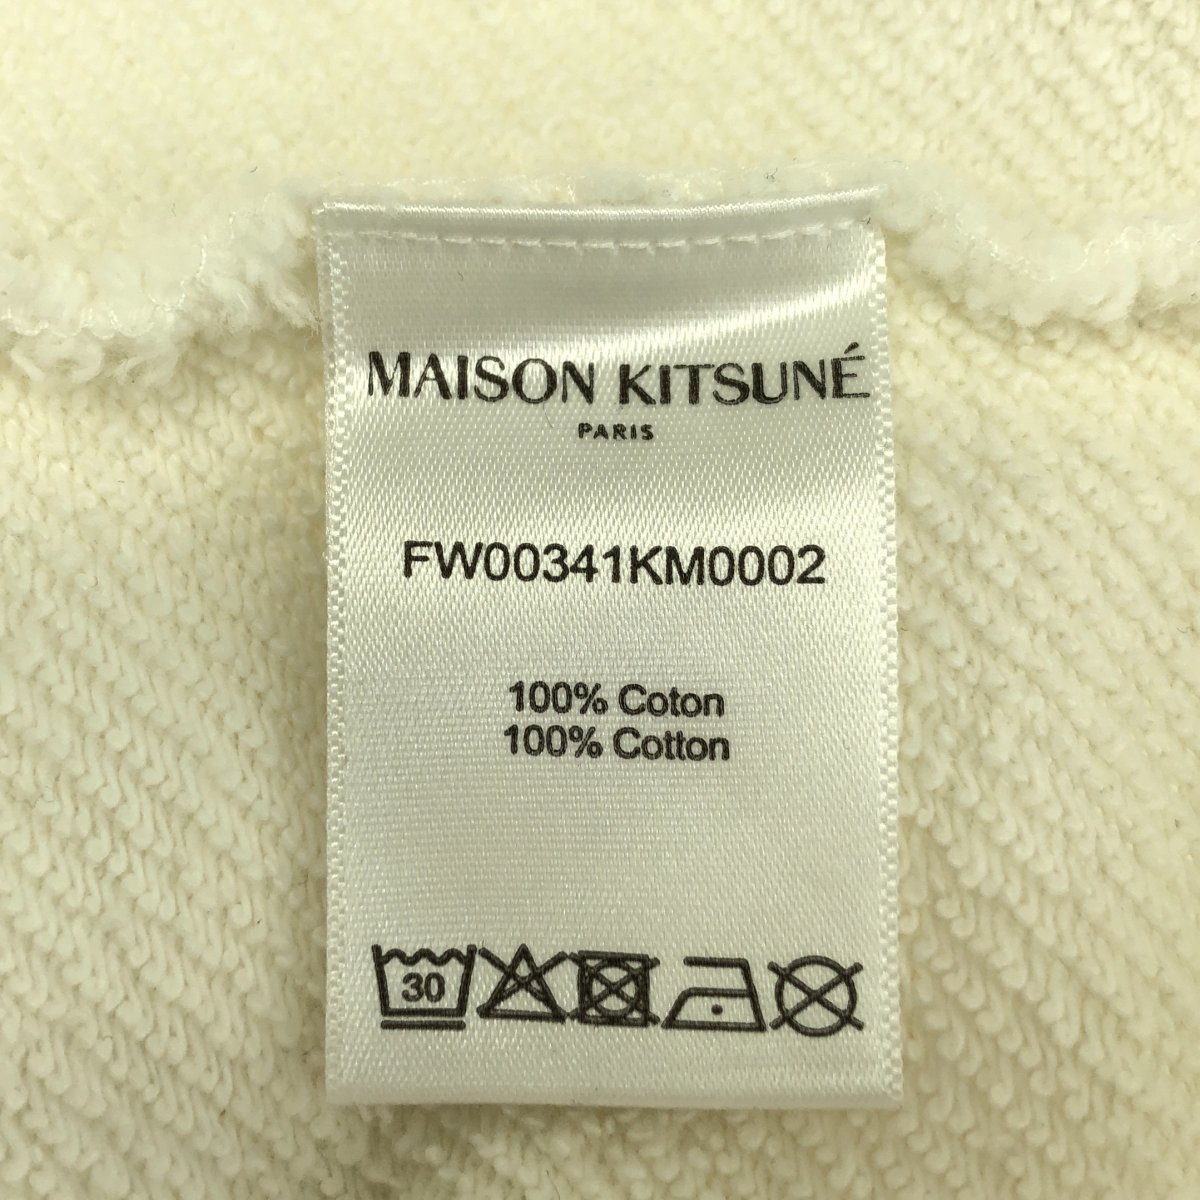 MAISON KITSUNÉ
PARIS
FW00341KM0002
100% Coton
100% Cotton
30